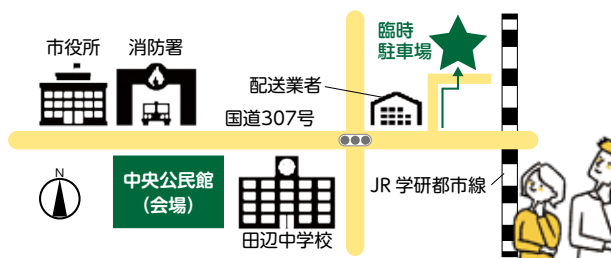 市役所
消防署
臨時
駐車場
配送業者
国道307号
N
中央公民館
(会場)
田辺中学校
JR 学研都市線